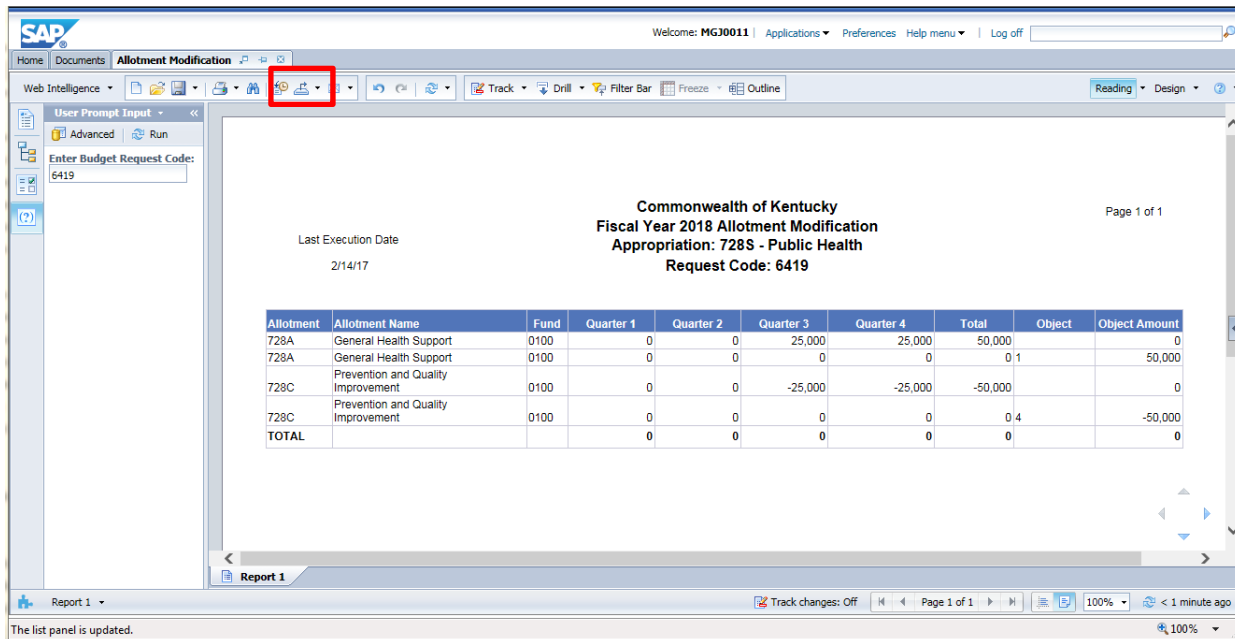 SAP®
Welcome: MGJ0011 | Applications Preferences Help menu | Log off
Home Documents Allotment Modification
Web Intelligence Track Drill Filter Bar Freeze Outline Reading Design
User Prompt Input «
Advanced Run
Enter Budget Request Code:
6419
Commonwealth of Kentucky
Page 1 of 1
Fiscal Year 2018 Allotment Modification
Last Execution Date
Appropriation: 728S - Public Health
2/14/17
Request Code: 6419
Allotment Allotment Name Fund Quarter 1 Quarter 2 Quarter 3 Quarter 4 Total Object Object Amount
728A General Health Support 0100 0 0 25,000 25,000 50,000 0
728A General Health Support 0100 0 0 0 0 0 1 50,000
Prevention and Quality
728C Improvement 0100 0 0 -25,000 -25,000 -50,000 0
Prevention and Quality
728C Improvement 0100 0 0 0 0 0 4 -50,000
TOTAL 0 0 0 0 0 0
Report 1
Report 1 Track changes: Off Page 1 of 1 100% < 1 minute ago
The list panel is updated. 100%